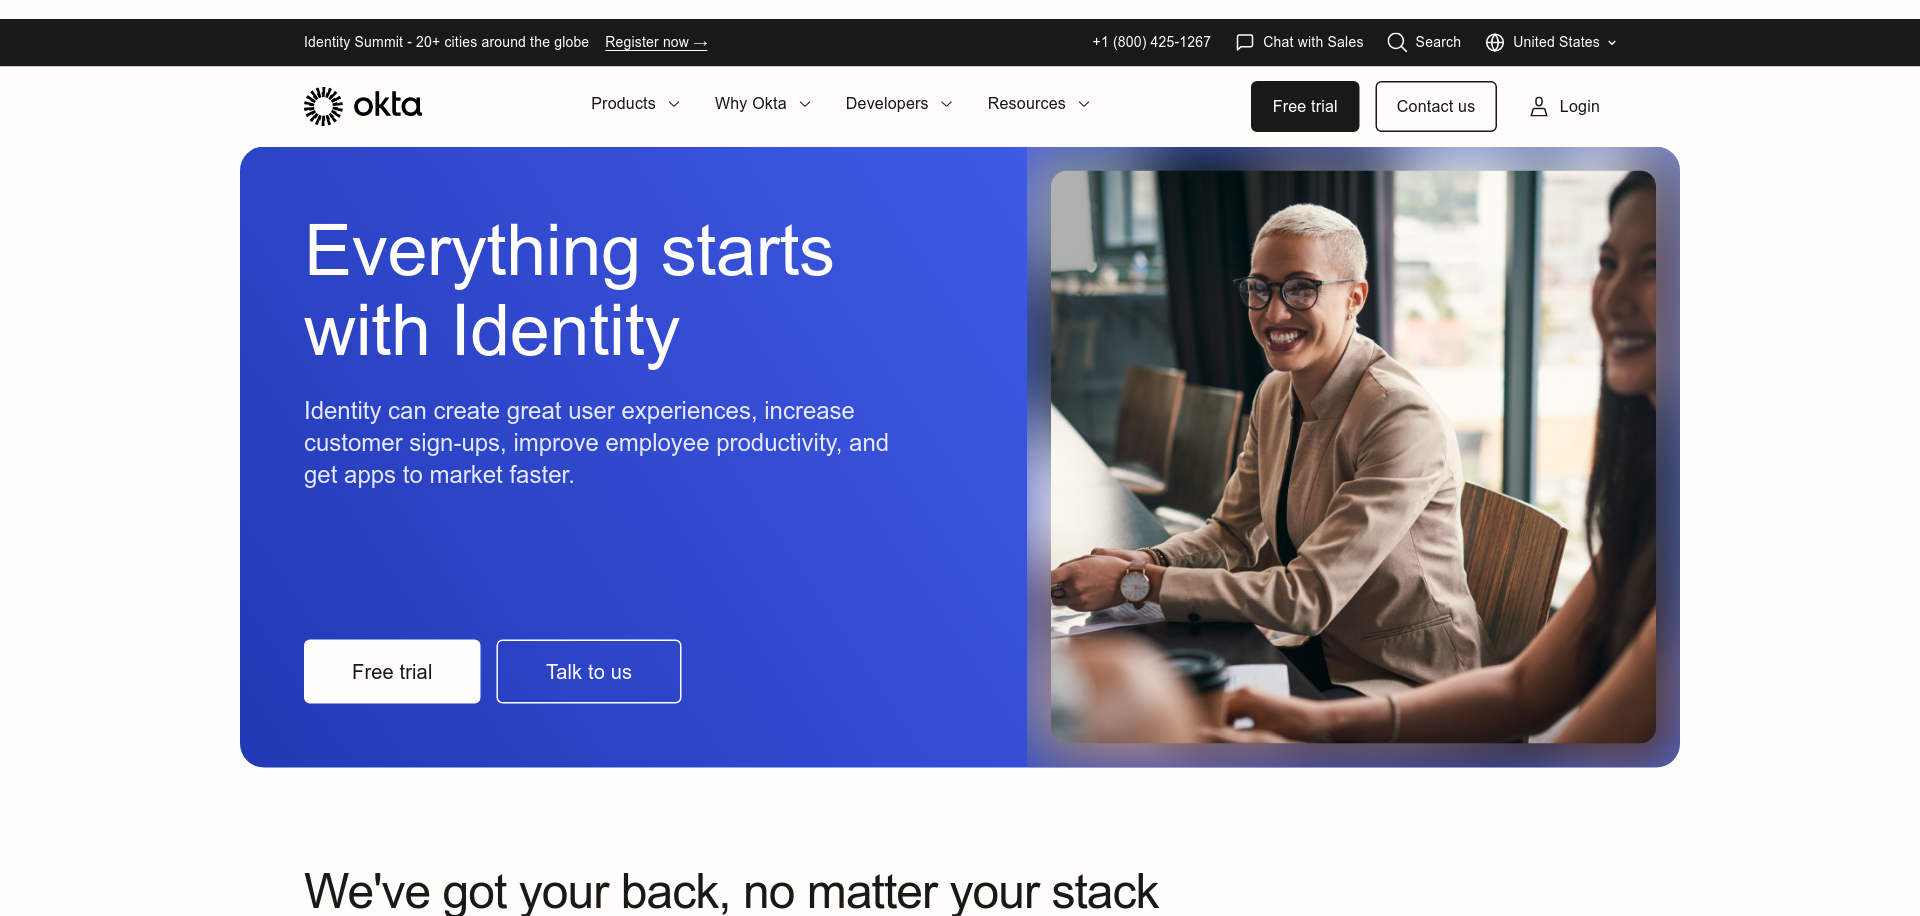 Identity Summit - 20+ cities around the globe Register now →
+1 (800) 425-1267 Chat with Sales Search United States
okta Products Why Okta Developers Resources Free trial Contact us Login
Everything starts
with Identity
Identity can create great user experiences, increase
customer sign-ups, improve employee productivity, and
get apps to market faster.
Free trial Talk to us
We've got your back, no matter your stack